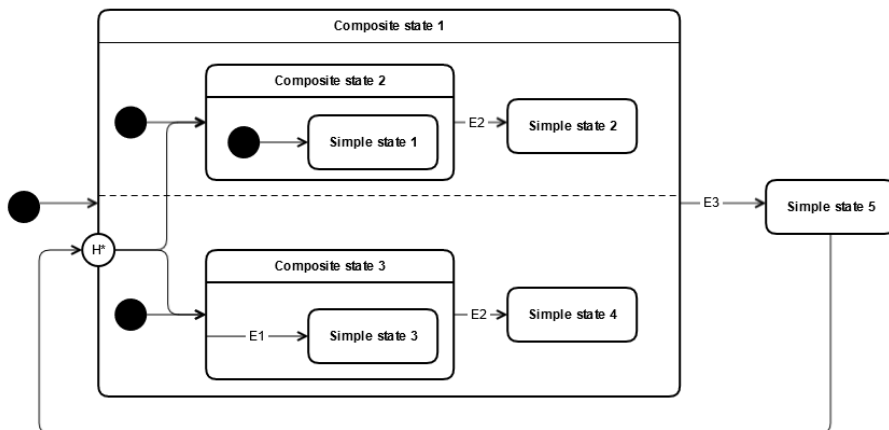 Composite state 1
Composite state 2
Simple state 1
E2
Simple state 2
E3
Simple state 5
H*
Composite state 3
E1
Simple state 3
E2
Simple state 4